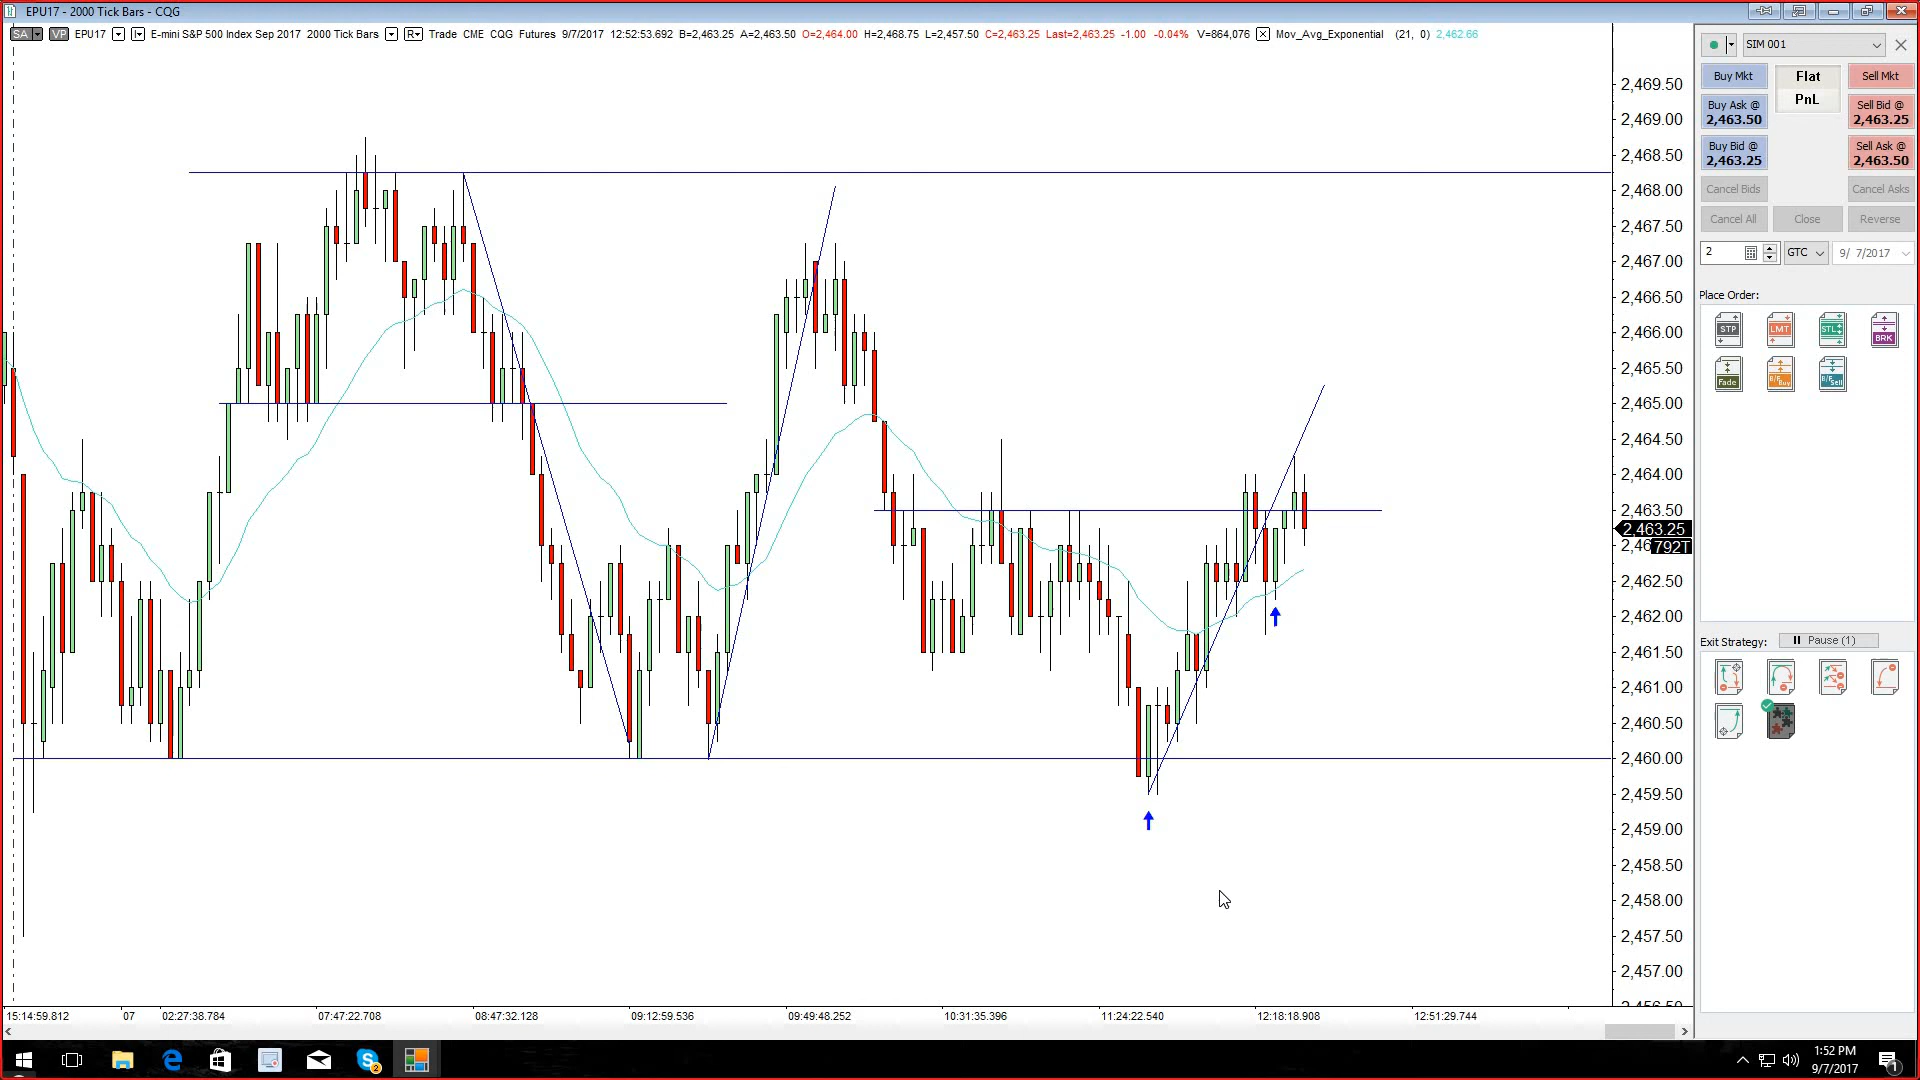 EPU17 - 2000 Tick Bars - CQG
SA VP EPU17 E-mini S&P 500 Index Sep 2017 2000 Tick Bars R Trade CME CQG Futures 9/7/2017 12:52:53.692 B=2,463.25 A=2,463.50 O=2,464.00 H=2,468.75 L=2,457.50 C=2,463.25 Last=2,463.25 -1.00 -0.04% V=864,076 Mov_Avg_Exponential (21, 0) 2,462.66
2,469.50
2,469.00
2,468.50
2,468.00
2,467.50
2,467.00
2,466.50
2,466.00
2,465.50
2,465.00
2,464.50
2,464.00
2,463.50
2,463.25
792T
2,462.50
2,462.00
2,461.50
2,461.00
2,460.50
2,460.00
2,459.50
2,459.00
2,458.50
2,458.00
2,457.50
2,457.00
2,456.50
15:14:59.812 07 02:27:38.784 07:47:22.708 08:47:32.128 09:12:59.536 09:49:48.252 10:31:35.396 11:24:22.540 12:18:18.908 12:51:29.744
SIM 001
Buy Mkt Flat Sell Mkt
PnL
Buy Ask @ Sell Bid @
2,463.50 2,463.25
Buy Bid @ Sell Ask @
2,463.25 2,463.50
Cancel Bids Cancel Asks
Cancel All Close Reverse
2 GTC 9/ 7/2017
Place Order:
STP LMT STL BRK
Fade B/E Buy B/E Sell
Exit Strategy: Pause (1)
2
1:52 PM
9/7/2017
1